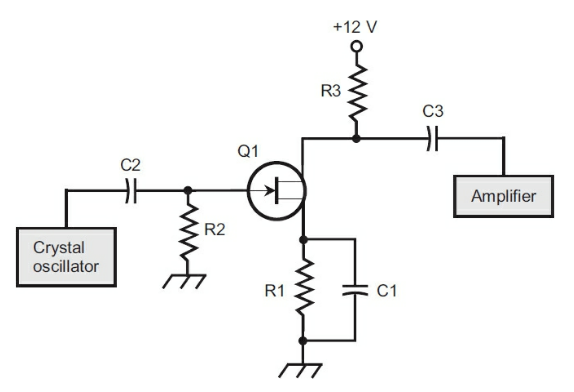 +12 V
R3
C3
Q1
C2
Amplifier
R2
Crystal
oscillator
R1
C1